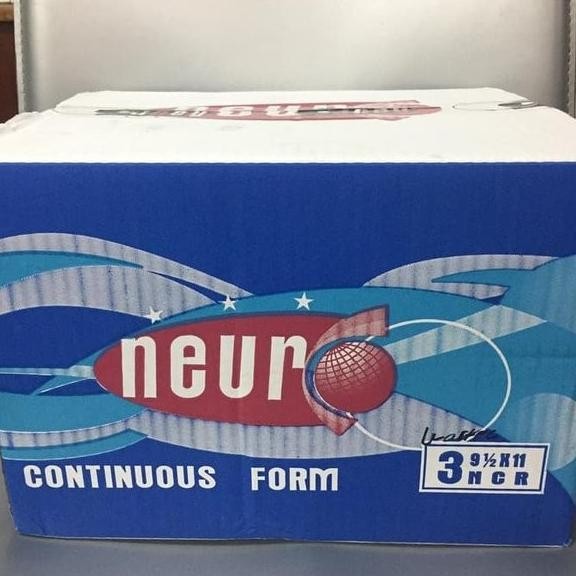 neuro
CONTINUOUS FORM
3 9½X11
NCR